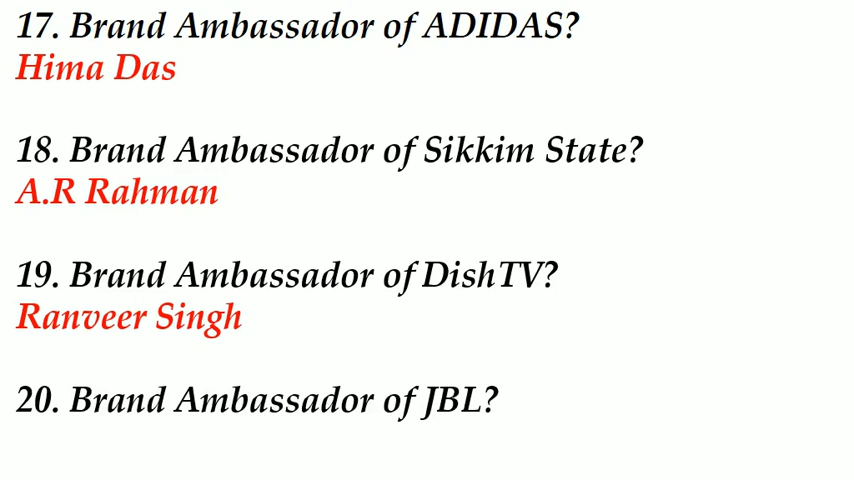 17. Brand Ambassador of ADIDAS?
Hima Das
18. Brand Ambassador of Sikkim State?
A.R Rahman
19. Brand Ambassador of DishTV?
Ranveer Singh
20. Brand Ambassador of JBL?